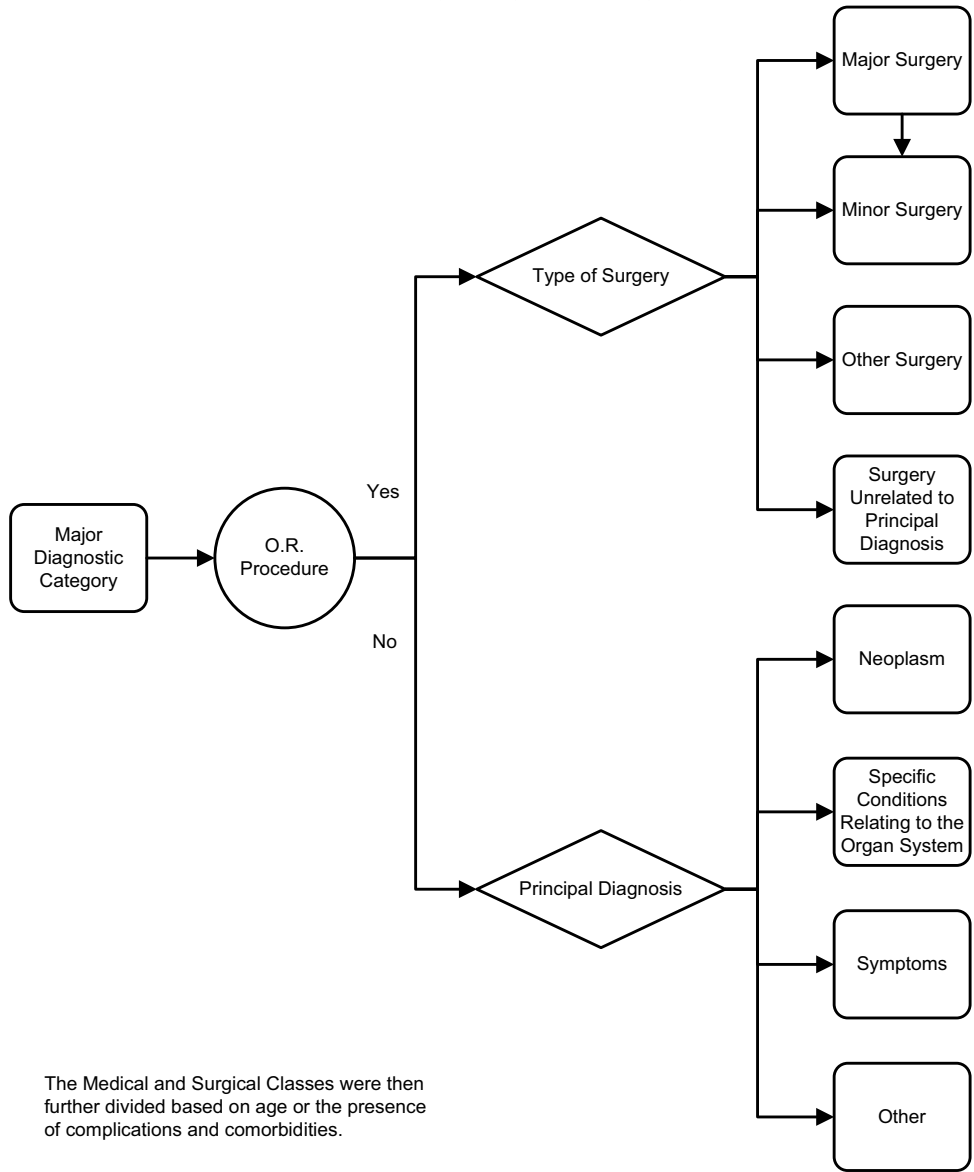 Major
Diagnostic
Category
O.R.
Procedure
Yes
No
Type of Surgery
Major Surgery
Minor Surgery
Other Surgery
Surgery
Unrelated to
Principal
Diagnosis
Principal Diagnosis
Neoplasm
Specific
Conditions
Relating to the
Organ System
Symptoms
Other
The Medical and Surgical Classes were then
further divided based on age or the presence
of complications and comorbidities.